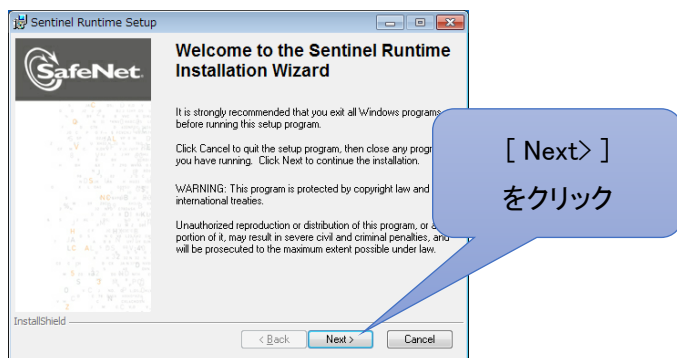 Sentinel Runtime Setup
SafeNet.
Welcome to the Sentinel Runtime
Installation Wizard
It is strongly recommended that you exit all Windows programs
before running this setup program.
Click Cancel to quit the setup program, then close any
you have running. Click Next to continue the installation.
WARNING: This program is protected by copyright law and
international treaties.
Unauthorized reproduction or distribution of this program, or
portion of it, may result in severe civil and criminal penalties, and
will be prosecuted to the maximum extent possible under law.
[ Next> ]
をクリック
InstallShield
< Back
Next >
Cancel